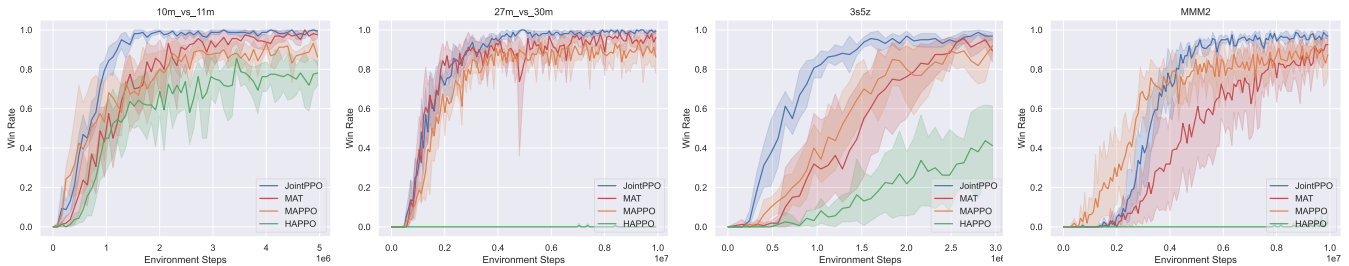 10m_vs_11m
Win Rate
1.0
0.8
0.6
0.4
0.2
0.0
JointPPO
MAT
MAPPO
HAPPO
0 1 2 3 4 5
Environment Steps
1e6
27m_vs_30m
Win Rate
1.0
0.8
0.6
0.4
0.2
0.0
JointPPO
MAT
MAPPO
HAPPO
0.0 0.2 0.4 0.6 0.8 1.0
Environment Steps
1e7
3s5z
Win Rate
1.0
0.8
0.6
0.4
0.2
0.0
JointPPO
MAT
MAPPO
HAPPO
0.0 0.5 1.0 1.5 2.0 2.5 3.0
Environment Steps
1e6
MMM2
Win Rate
1.0
0.8
0.6
0.4
0.2
0.0
JointPPO
MAT
MAPPO
HAPPO
0.0 0.2 0.4 0.6 0.8 1.0
Environment Steps
1e7